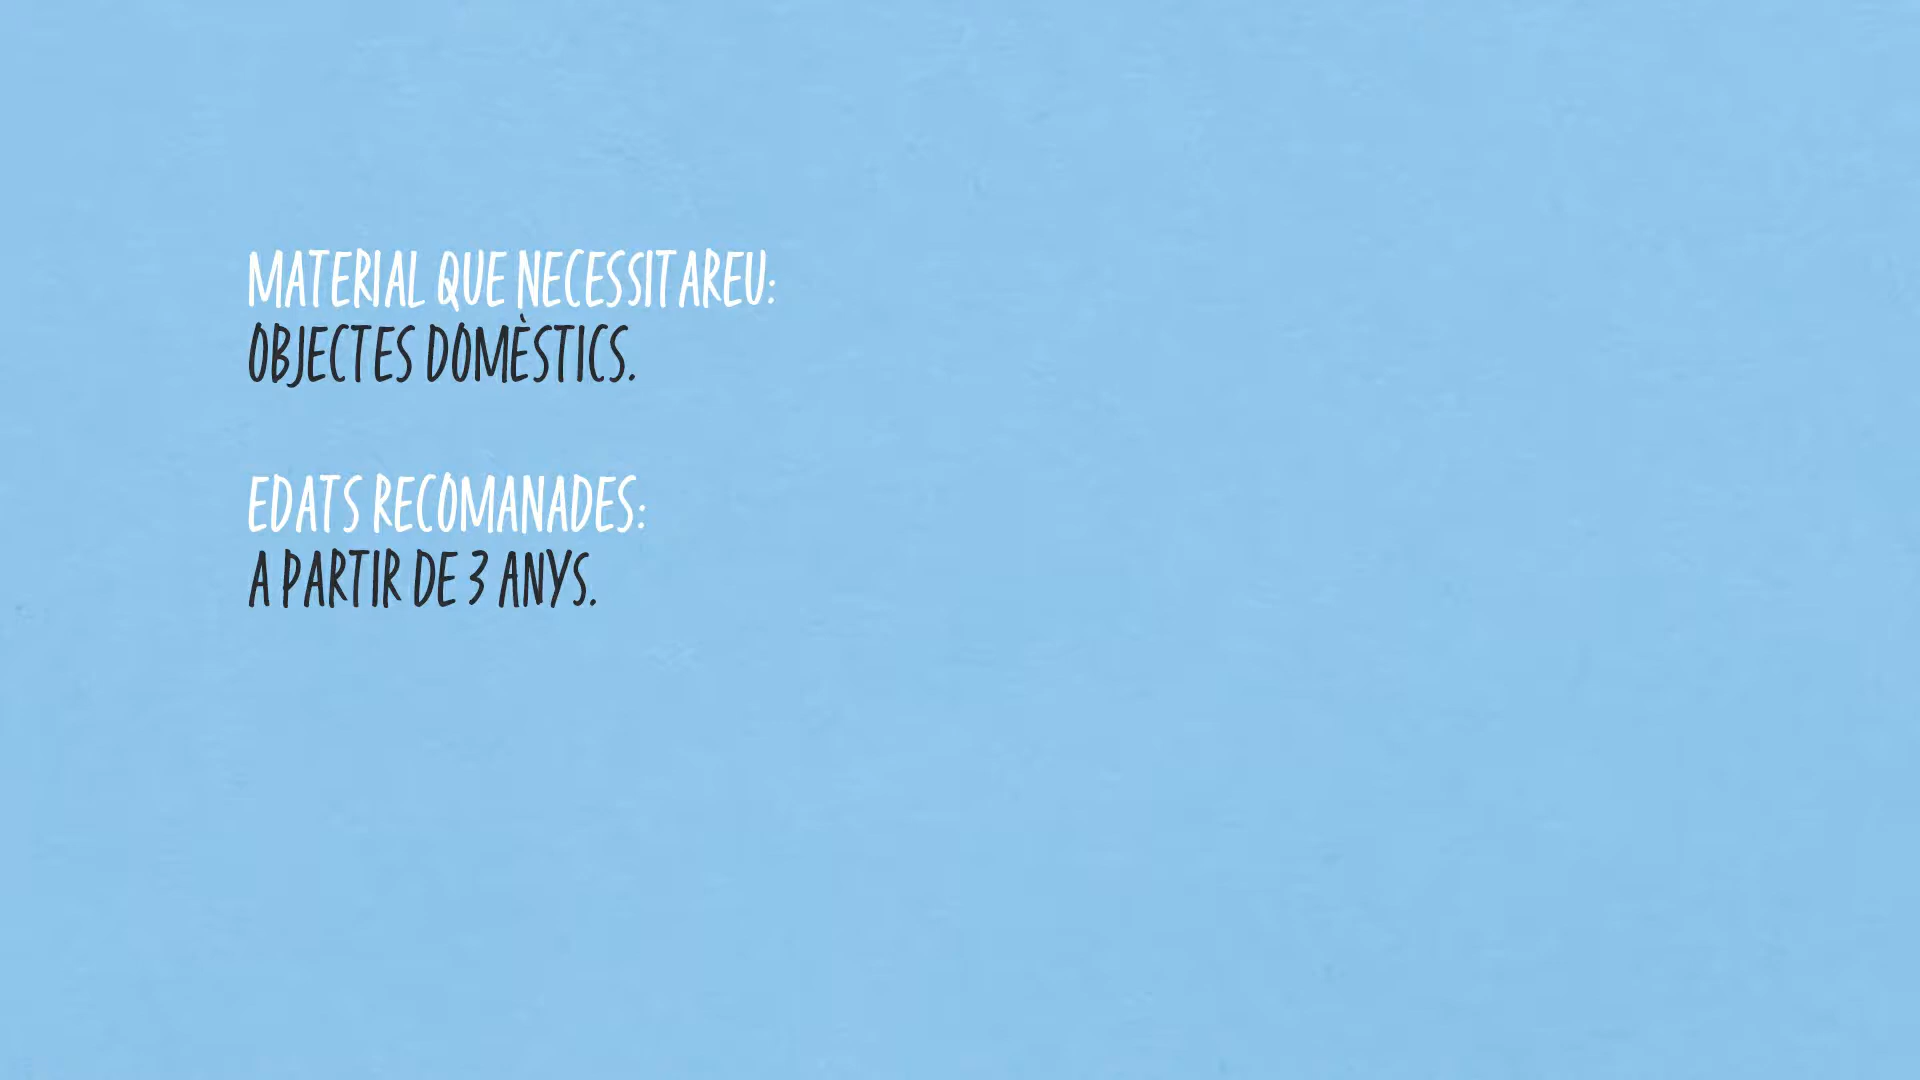 MATERIAL QUE NECESSITAREU:
OBJECTES DOMÈSTICS.
EDATS RECOMANADES:
A PARTIR DE 3 ANYS.